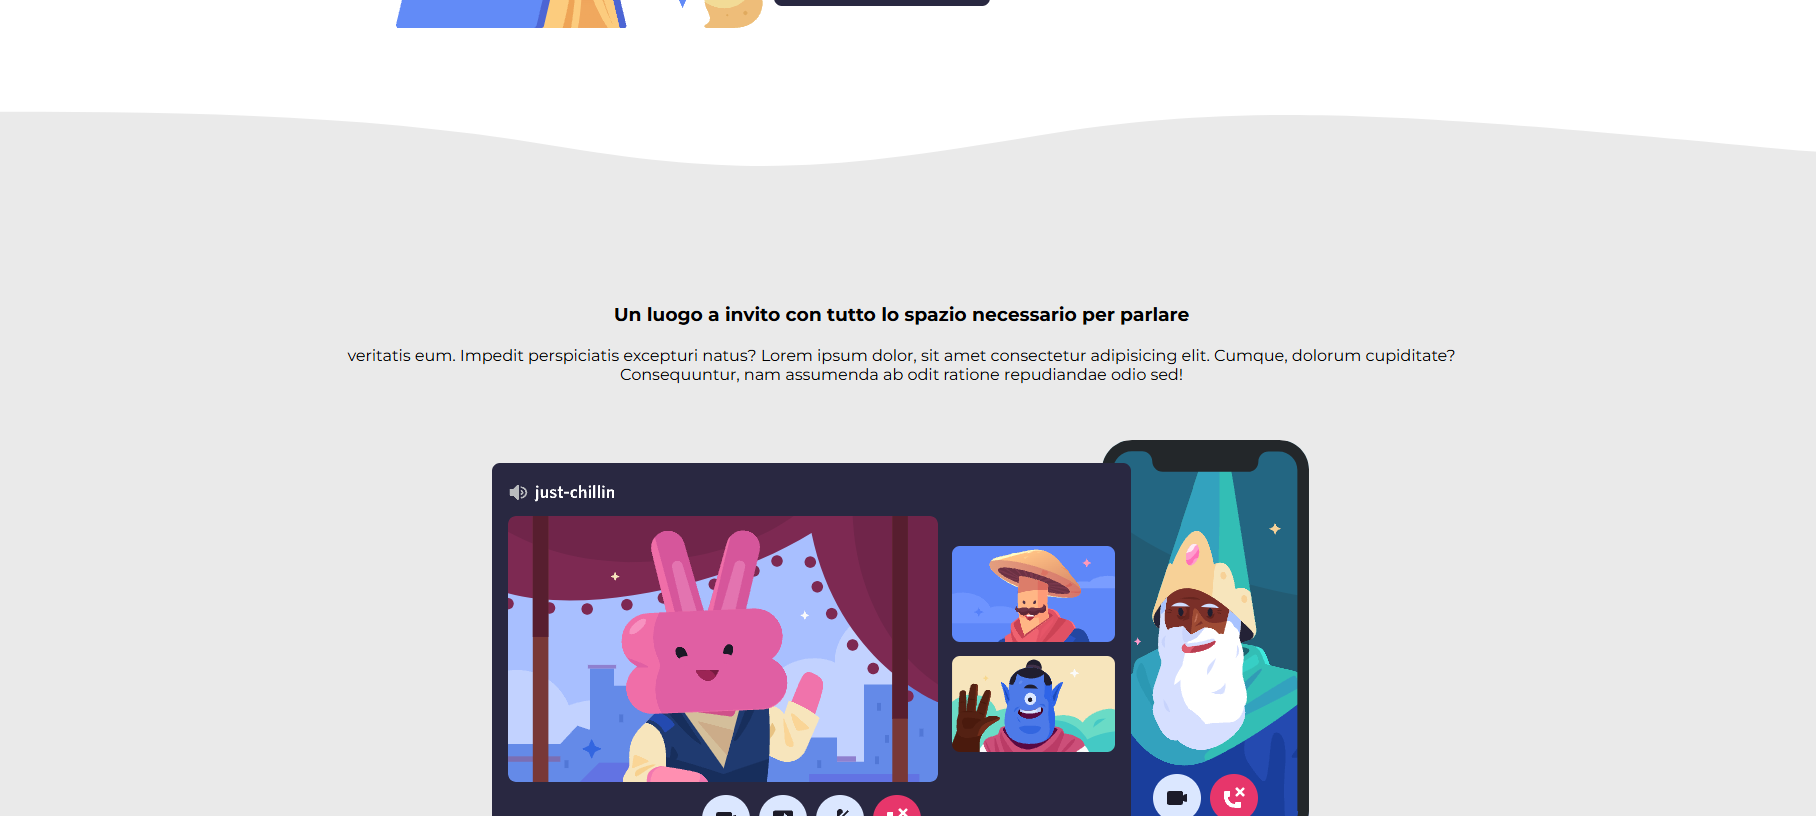 Un luogo a invito con tutto lo spazio necessario per parlare
veritatis eum. Impedit perspiciatis excepturi natus? Lorem ipsum dolor, sit amet consectetur adipisicing elit. Cumque, dolorum cupiditate?
Consequuntur, nam assumenda ab odit ratione repudiandae odio sed!
just-chillin